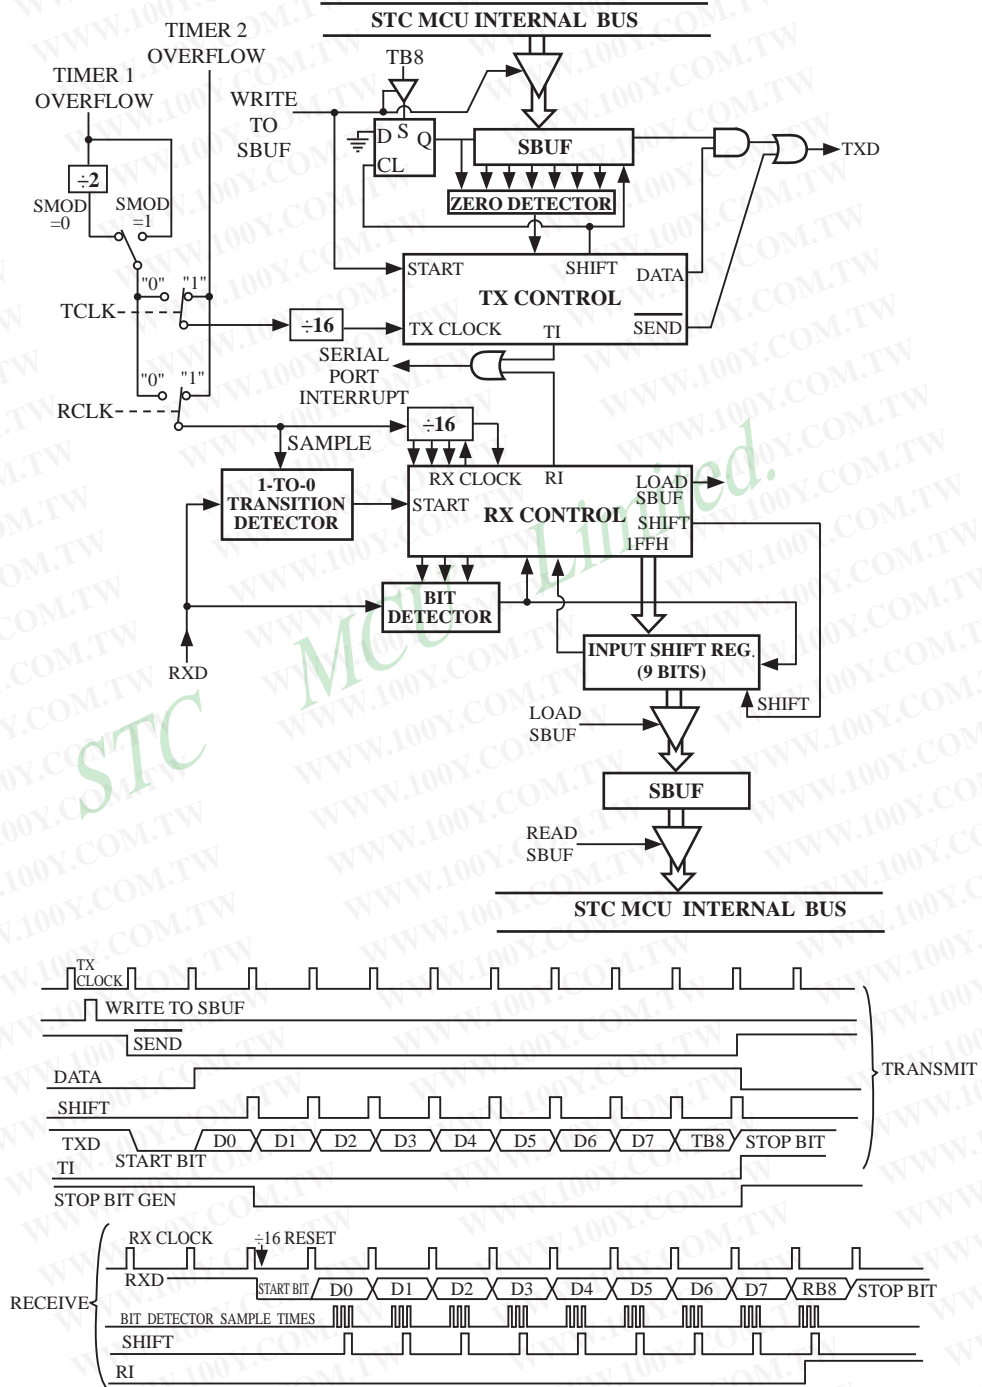 STC MCU INTERNAL BUS
TIMER 2
OVERFLOW
TIMER 1
OVERFLOW
TB8
WRITE
TO
SBUF
D S Q
CL
SBUF
TXD
÷2
ZERO DETECTOR
SMOD
=0
SMOD
=1
START
SHIFT
DATA
TX CONTROL
"0" "1"
TCLK
÷16
TX CLOCK
TI
SEND
SERIAL
PORT
INTERRUPT
"0" "1"
RCLK
÷16
SAMPLE
RX CLOCK
RI
LOAD
SBUF
1-TO-0
TRANSITION
DETECTOR
START
RX CONTROL
SHIFT
1FFH
BIT
DETECTOR
RXD
INPUT SHIFT REG.
(9 BITS)
SHIFT
LOAD
SBUF
SBUF
READ
SBUF
STC MCU INTERNAL BUS
STC MCU Limited.
WWW.100Y.COM.TW
TX
CLOCK
WRITE TO SBUF
SEND
DATA
TRANSMIT
SHIFT
TXD
START BIT
D0 D1 D2 D3 D4 D5 D6 D7 TB8 STOP BIT
TI
STOP BIT GEN
RX CLOCK
÷16 RESET
RXD
START BIT D0 D1 D2 D3 D4 D5 D6 D7 RB8 STOP BIT
RECEIVE
BIT DETECTOR SAMPLE TIMES
SHIFT
RI